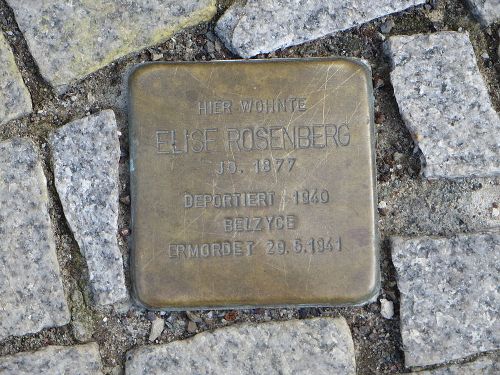 HIER WOHNTE
ELISE ROSENBERG
JG. 1877
DEPORTIERT 1940
BELZYCE
ERMORDET 29.5.1941